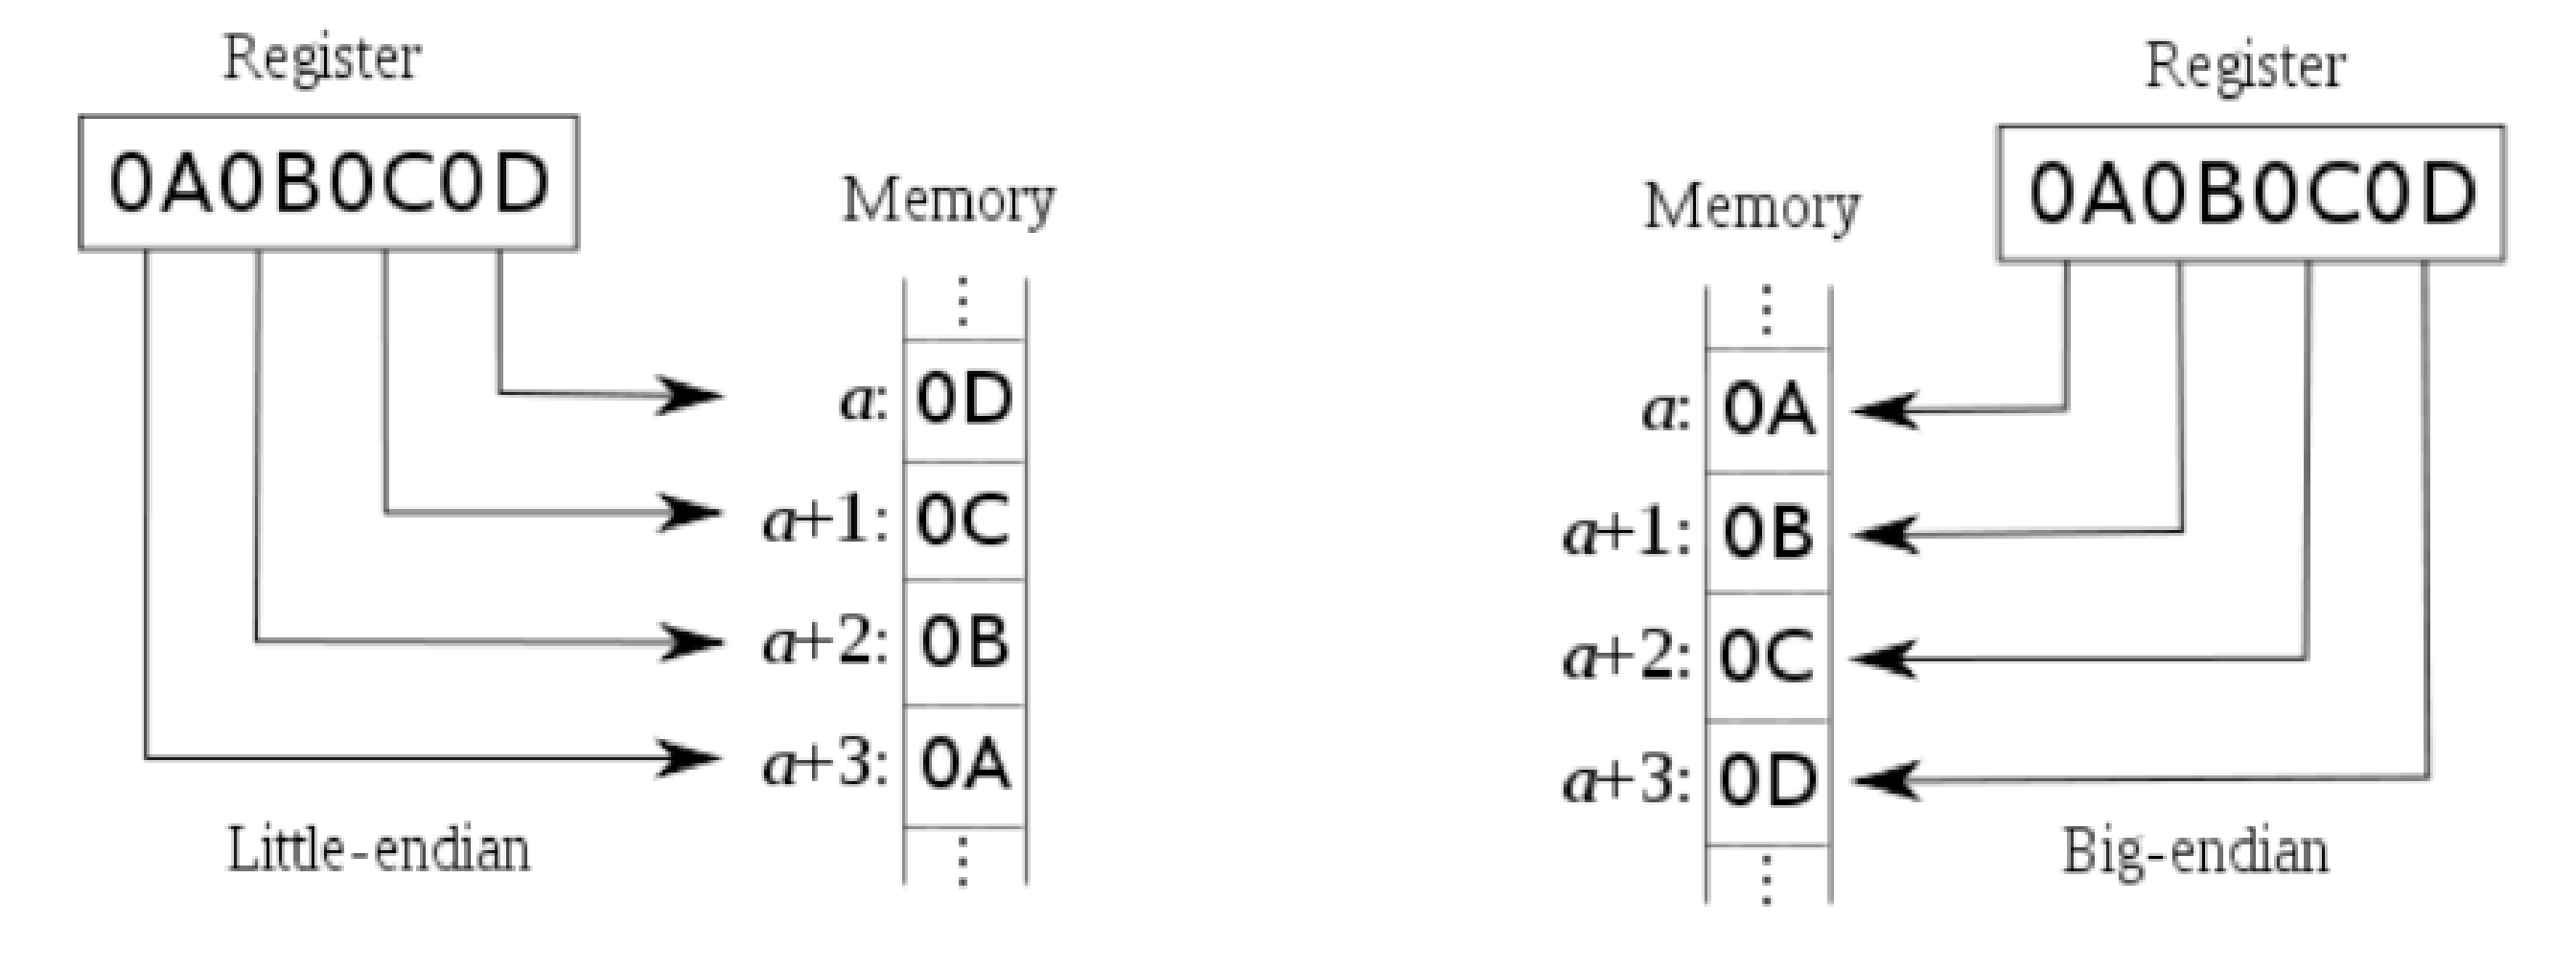 Register
0A0B0C0D
Memory
a: 0D
a+1: 0C
a+2: 0B
a+3: 0A
Little-endian
Register
0A0B0C0D
Memory
a: 0A
a+1: 0B
a+2: 0C
a+3: 0D
Big-endian